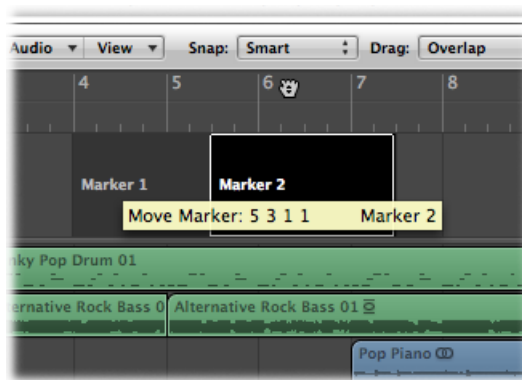 Audio View Snap: Smart Drag: Overlap
4 5 6 7 8
Marker 1 Marker 2
Move Marker: 5 3 1 1 Marker 2
nky Pop Drum 01
ernative Rock Bass 0 Alternative Rock Bass 01
Pop Piano